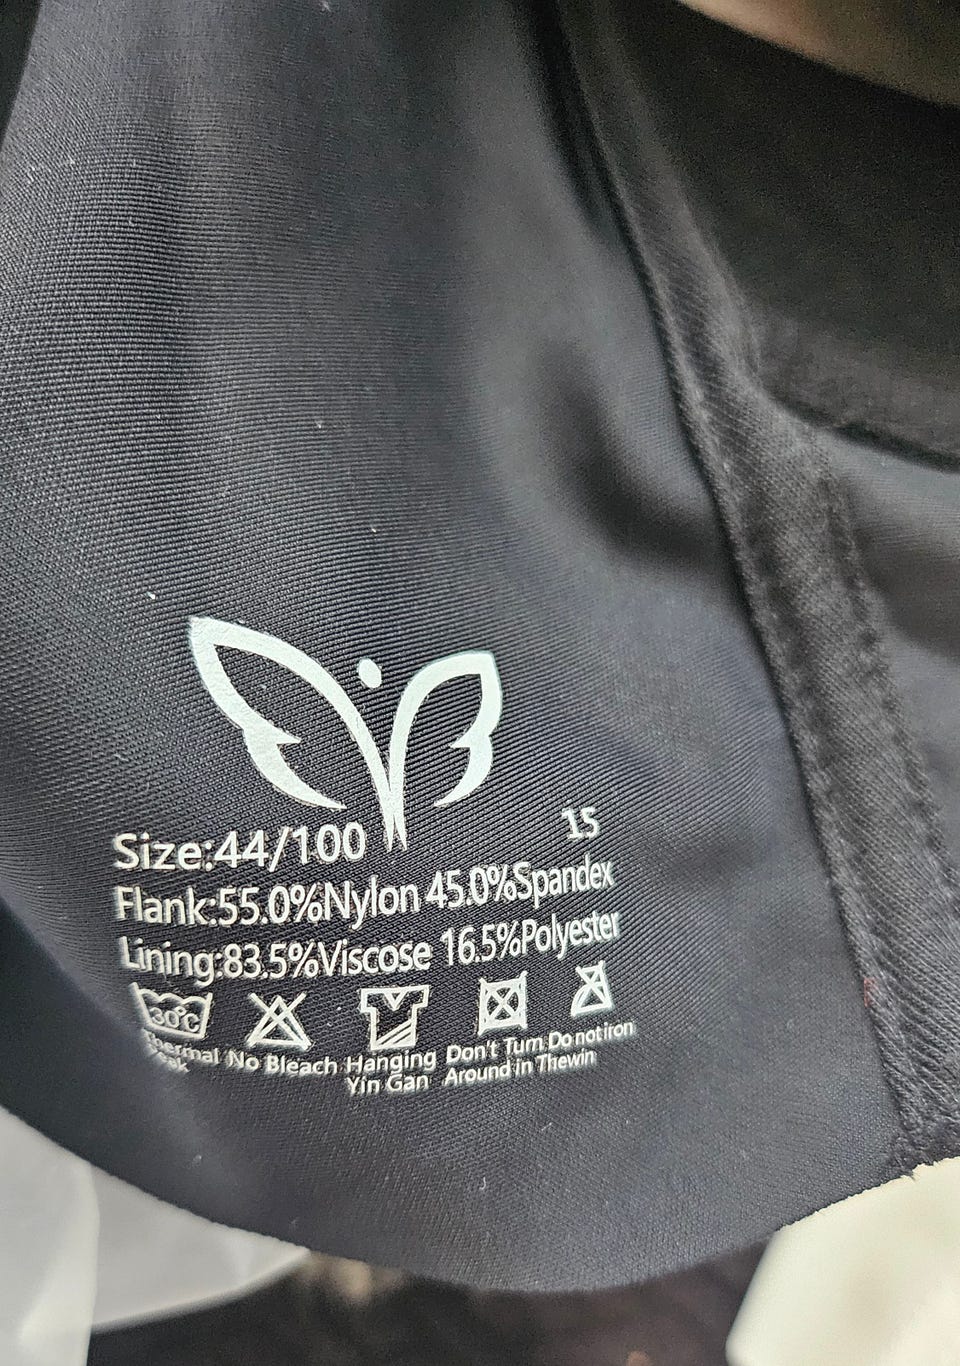 15
Size:44/100
Flank:55.0%Nylon 45.0%Spandex
Lining:83.5%Viscose 16.5%Polyester
30°C
No Bleach Hanging Don't Turn Do not iron
Yin Gan Around in Thewin